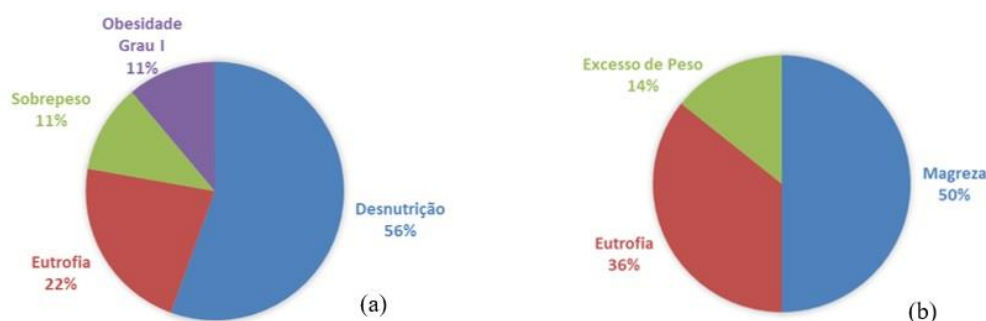 Obesidade
Grau I
11%
Sobrepeso
11%
Desnutrição
56%
Eutrofia
22%
(a)
Excesso de Peso
14%
Magreza
50%
Eutrofia
36%
(b)